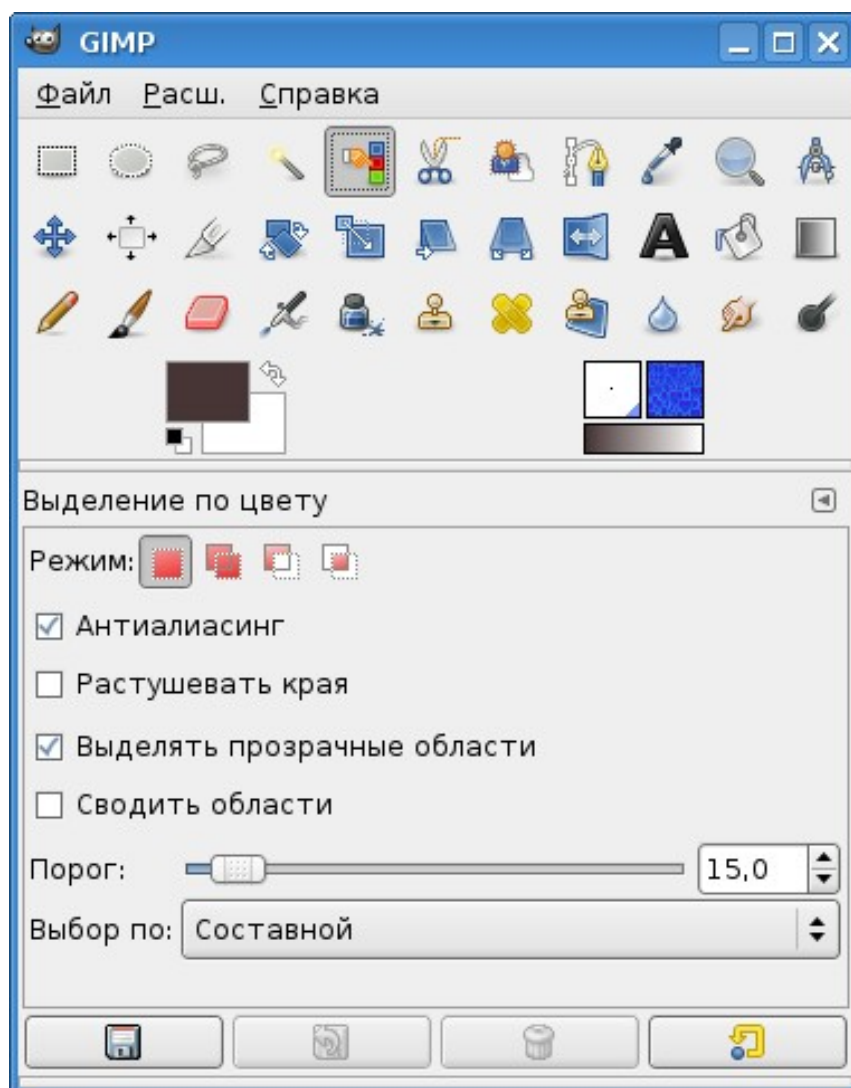 GIMP
Файл Расш. Справка
Выделение по цвету
Режим:
Антиалиасинг
Растушевать края
Выделять прозрачные области
Сводить области
Порог: 15,0
Выбор по: Составной